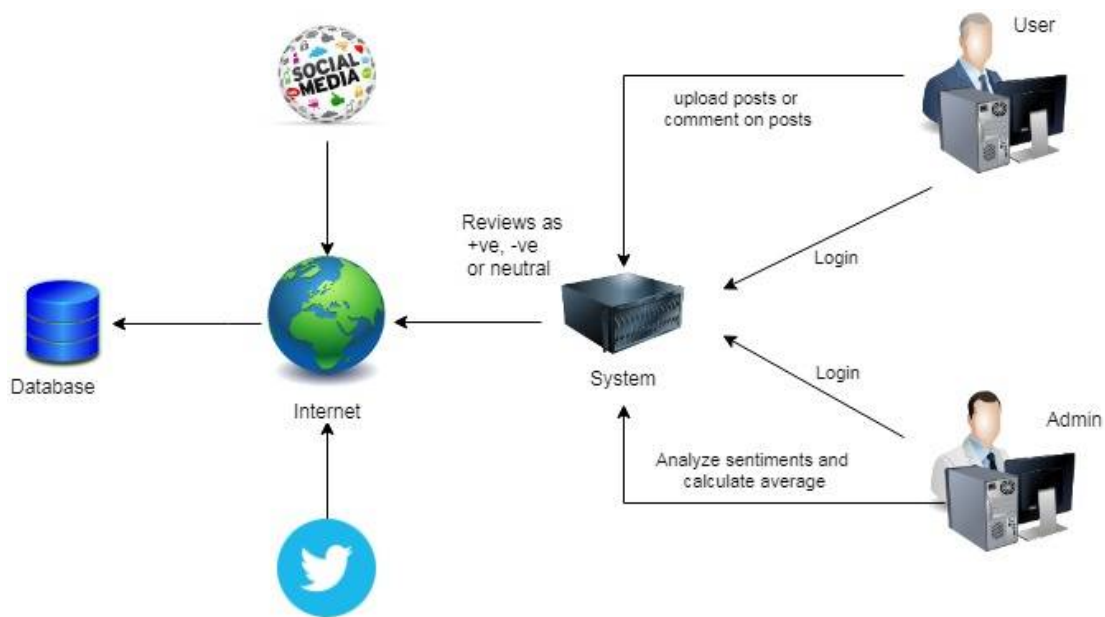 User
SOCIAL
MEDIA
upload posts or
comment on posts
Reviews as
+ve, -ve
or neutral
Login
System
Database
Internet
Login
Admin
Analyze sentiments and
calculate average